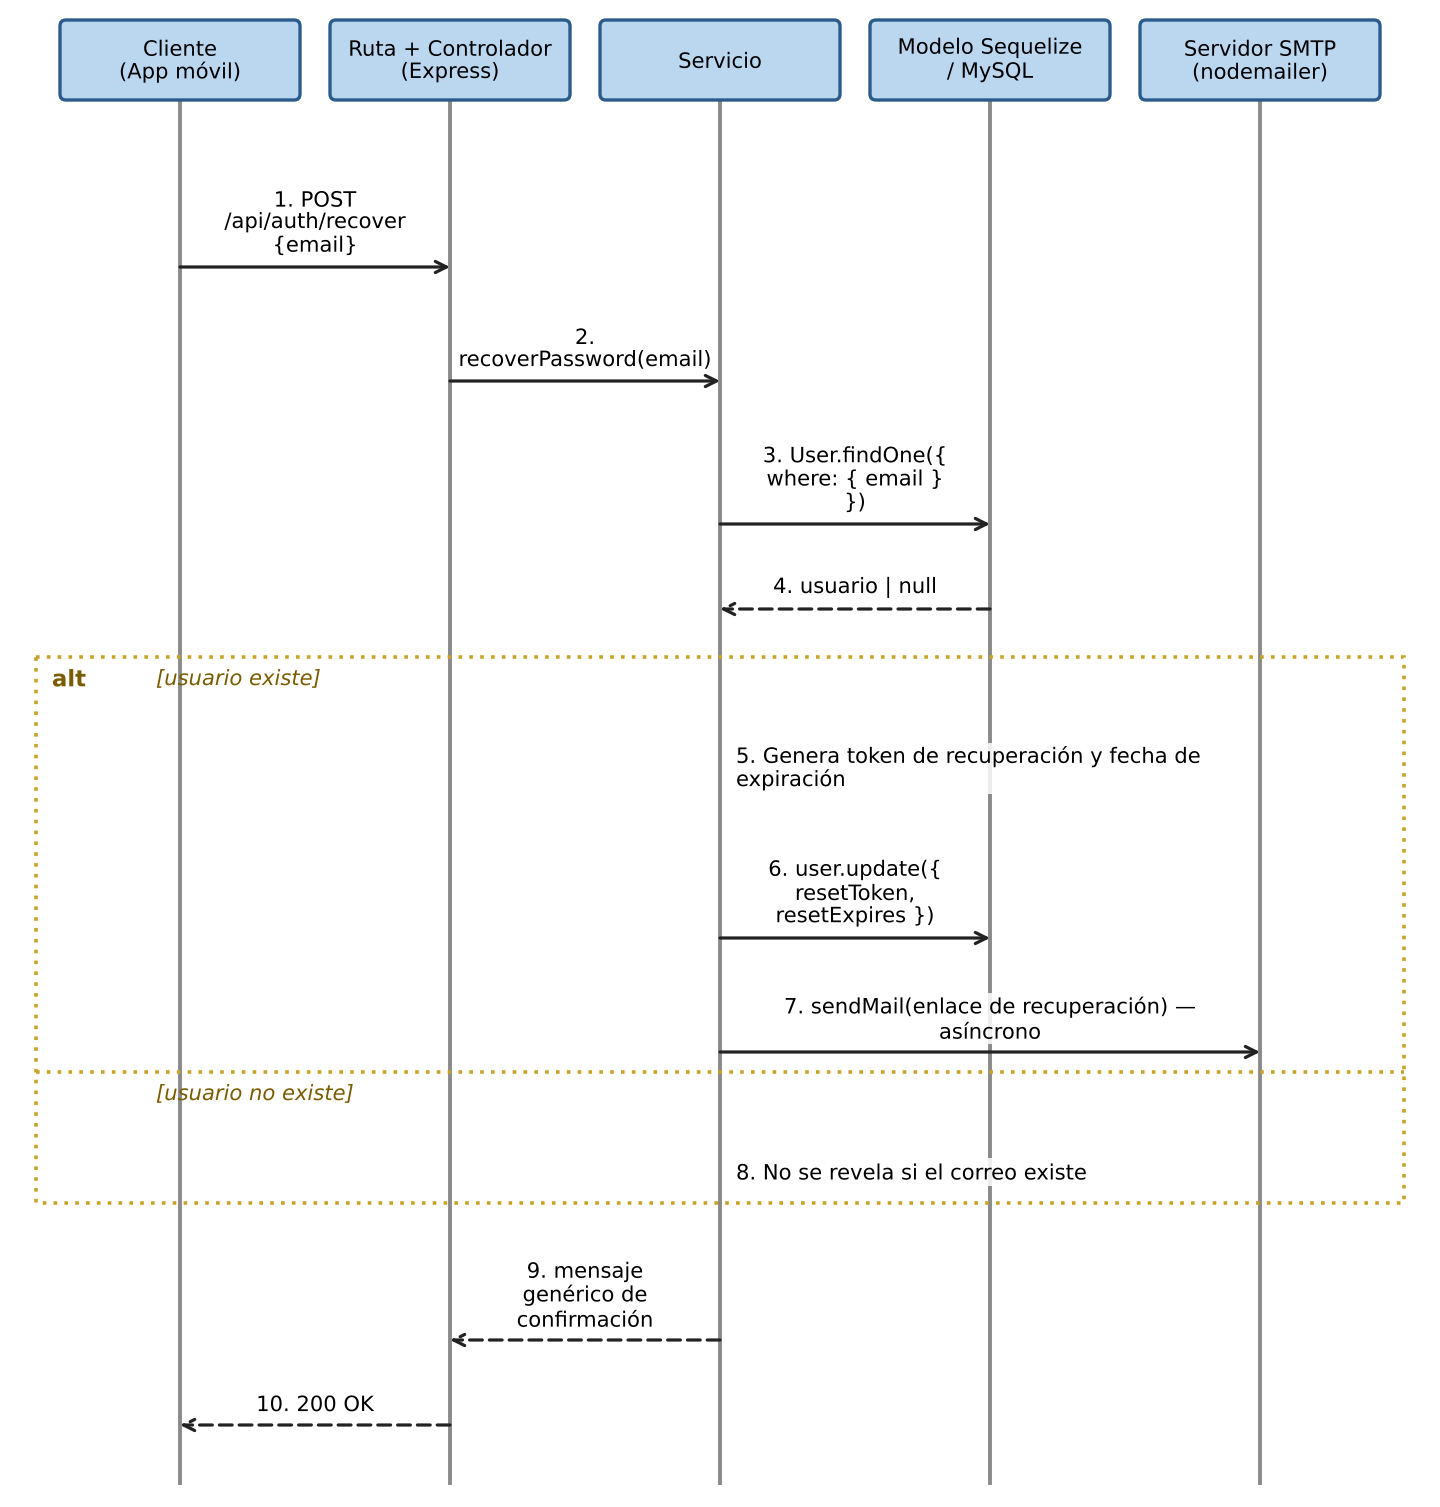 Cliente
(App móvil)
Ruta + Controlador
(Express)
Servicio
Modelo Sequelize
/ MySQL
Servidor SMTP
(nodemailer)
1. POST
/api/auth/recover
{email}
2.
recoverPassword(email)
3. User.findOne({
where: { email }
})
4. usuario | null
alt
[usuario existe]
5. Genera token de recuperación y fecha de
expiración
6. user.update({
resetToken,
resetExpires })
7. sendMail(enlace de recuperación) —
asíncrono
[usuario no existe]
8. No se revela si el correo existe
9. mensaje
genérico de
confirmación
10. 200 OK